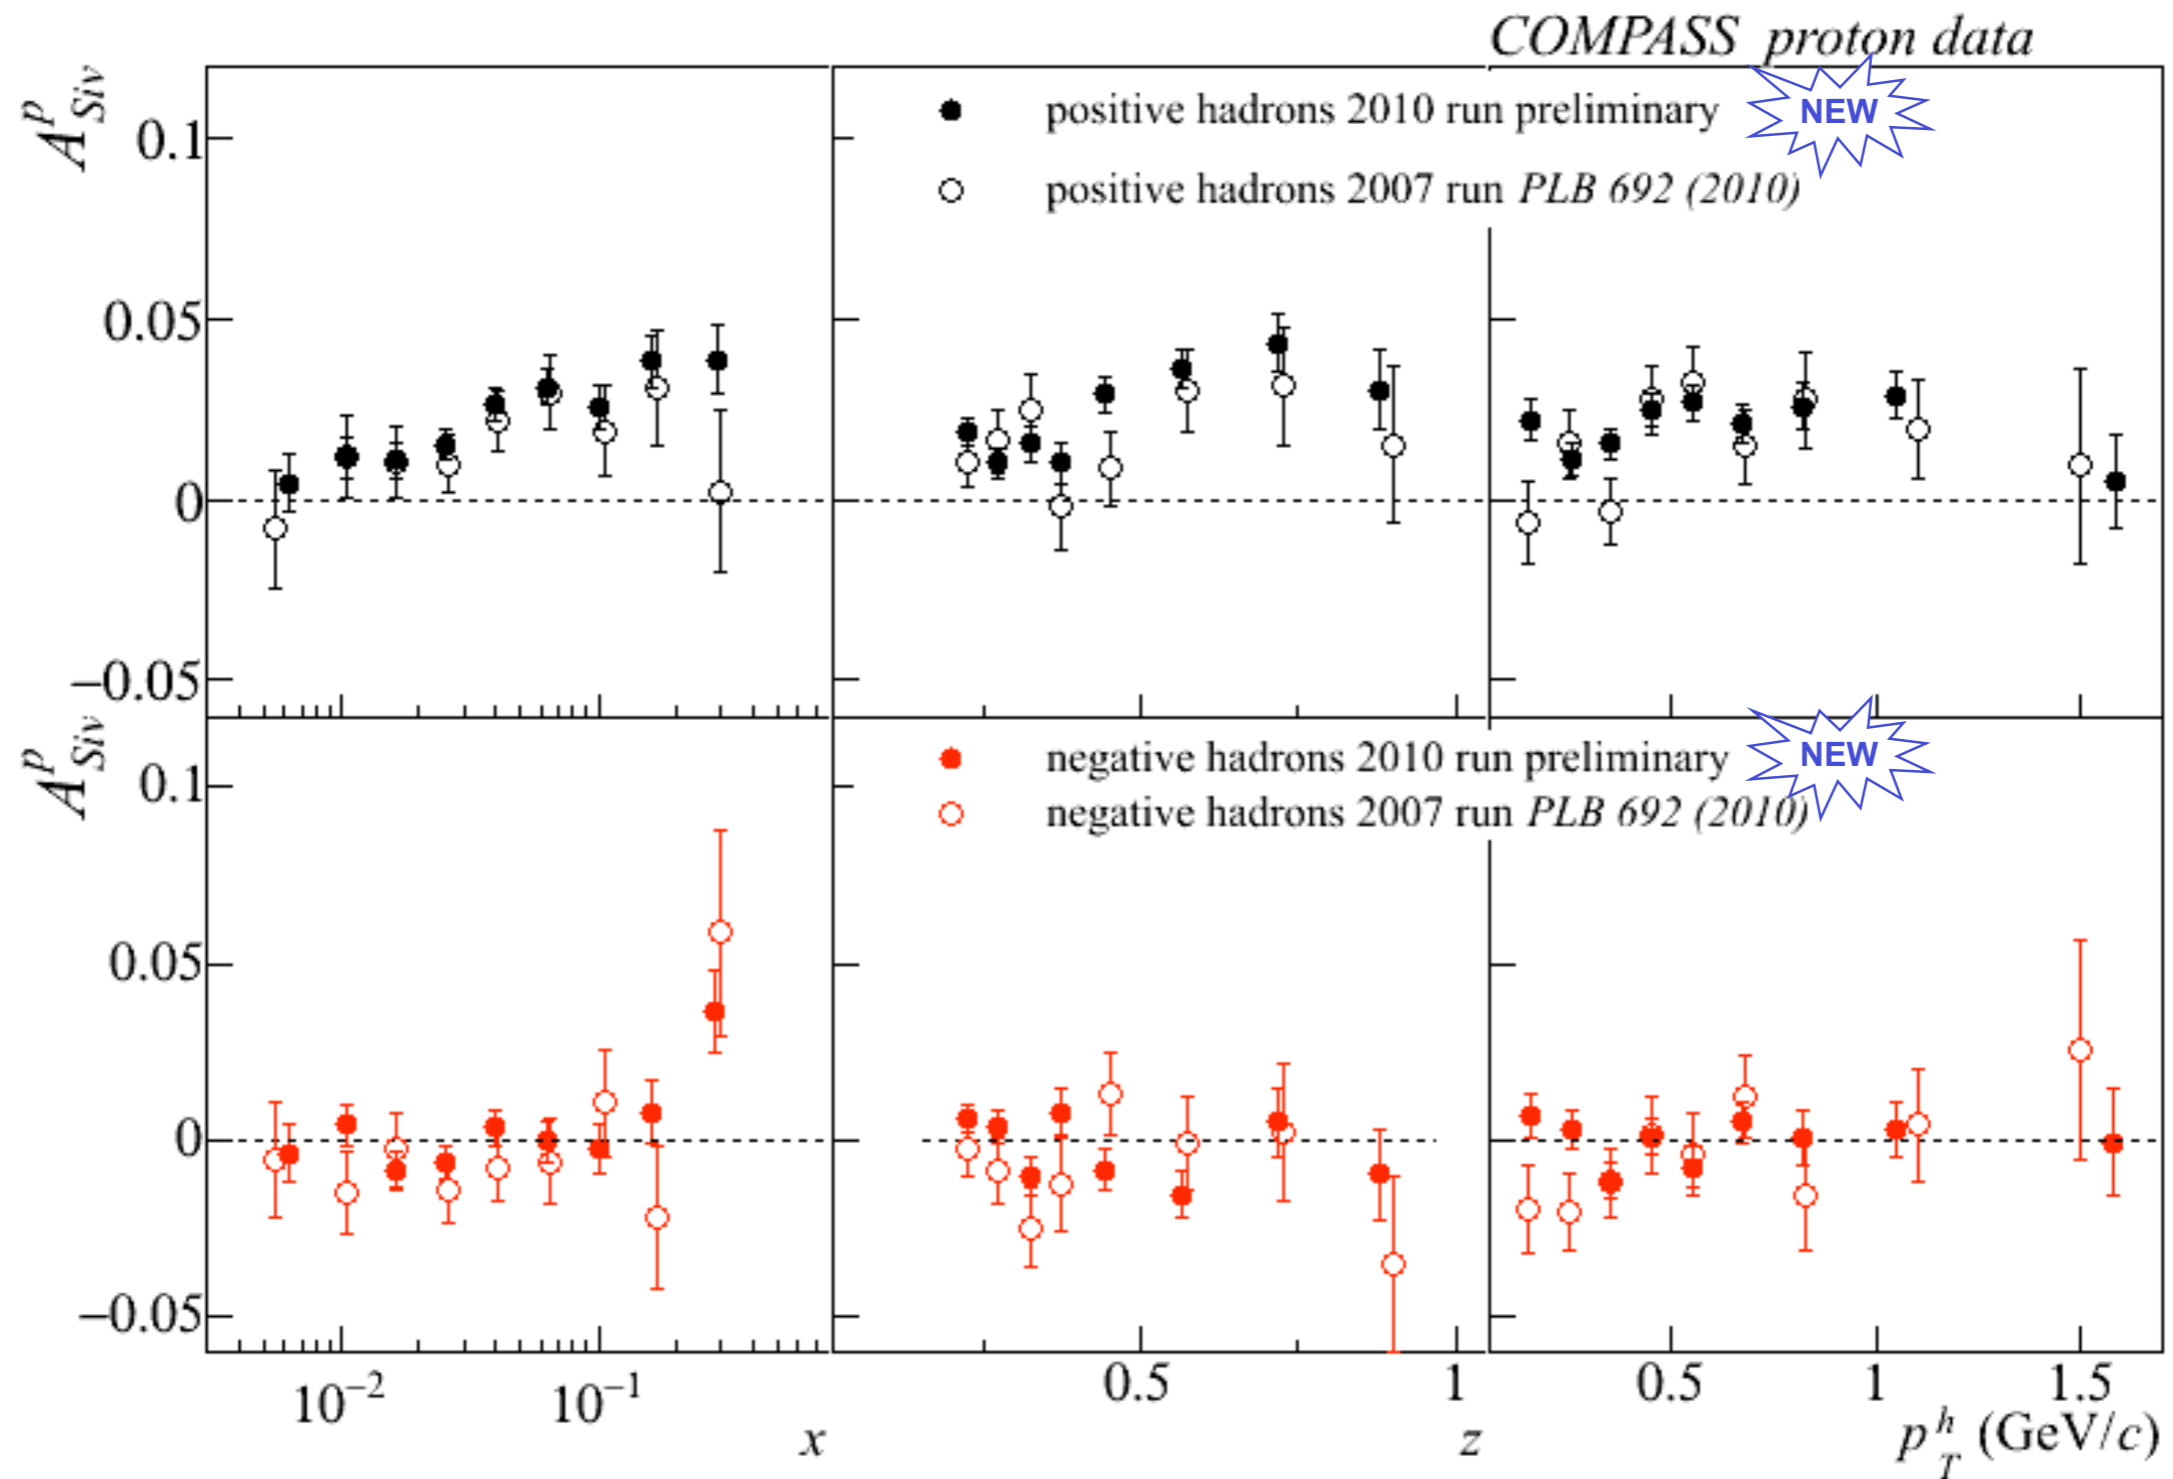 COMPASS proton data
A^p_Siv
0.1
0.05
0
−0.05
positive hadrons 2010 run preliminary
NEW
positive hadrons 2007 run PLB 692 (2010)
A^p_Siv
0.1
0.05
0
−0.05
negative hadrons 2010 run preliminary
NEW
negative hadrons 2007 run PLB 692 (2010)
10^−2 10^−1 0.5 1 0.5 1 1.5
x z p_T^h (GeV/c)